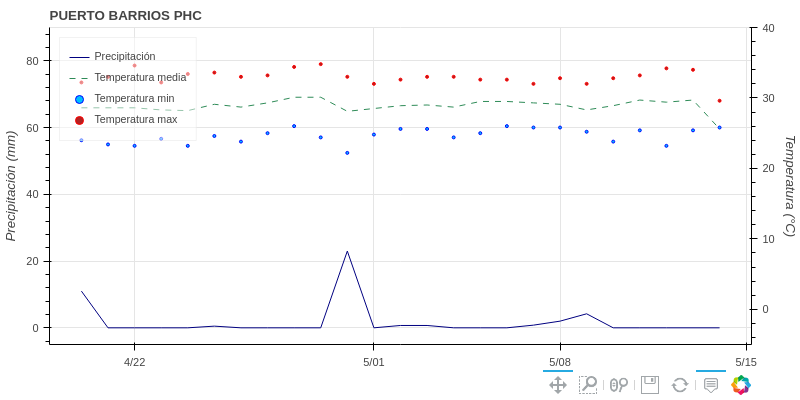 PUERTO BARRIOS PHC
Precipitación
Temperatura media
Temperatura min
Temperatura max
Precipitación (mm)
80
60
40
20
0
Temperatura (°C)
40
30
20
10
0
4/22
5/01
5/08
5/15